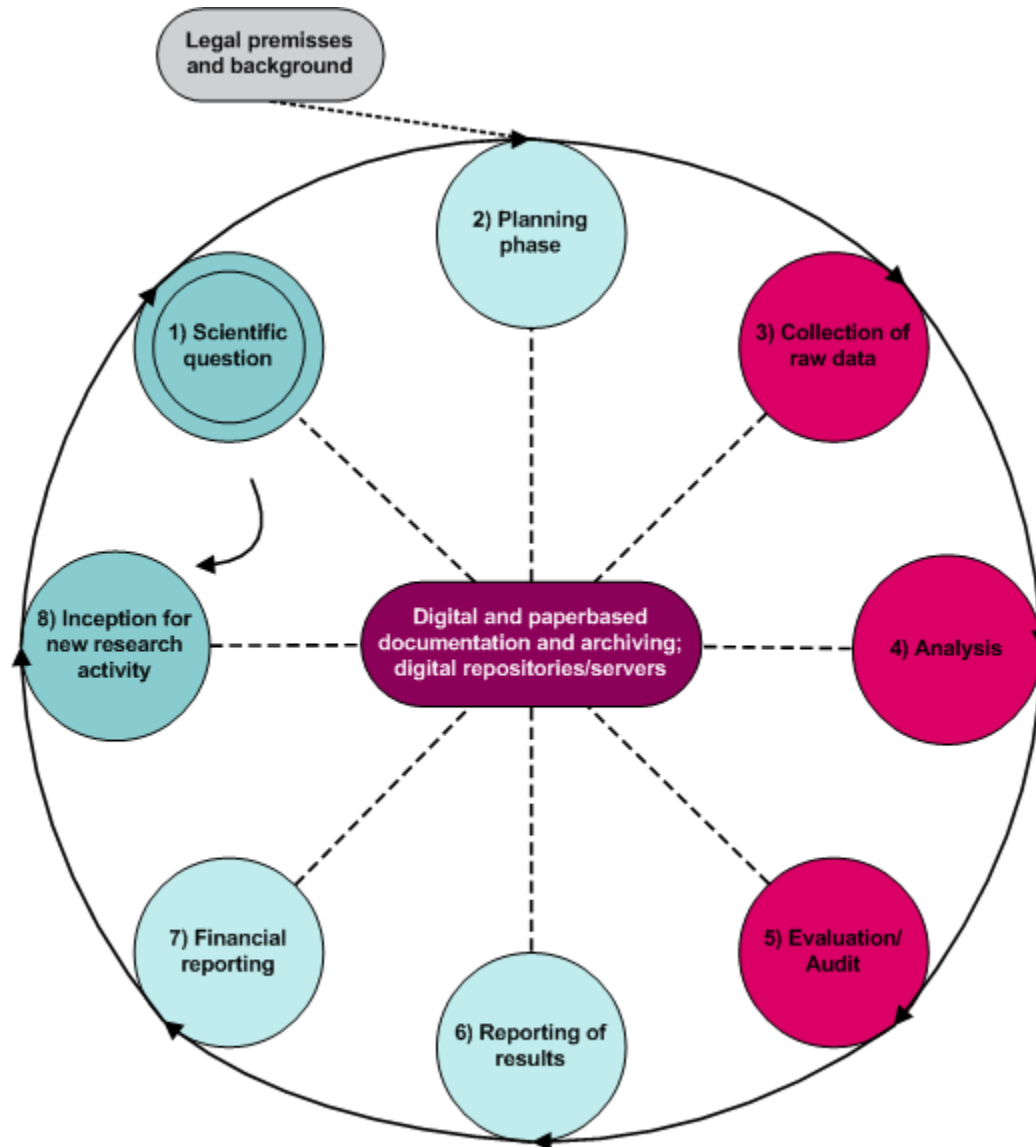 Legal premisses
and background
2) Planning
phase
1) Scientific
question
3) Collection of
raw data
8) Inception for
new research
activity
Digital and paperbased
documentation and archiving;
digital repositories/servers
4) Analysis
7) Financial
reporting
5) Evaluation/
Audit
6) Reporting of
results